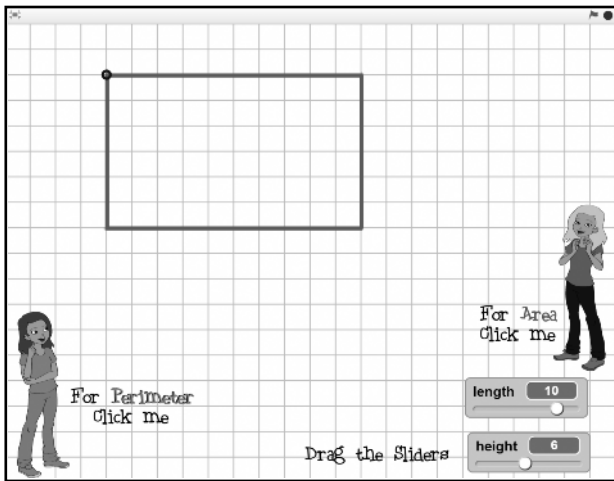 For Area
Click me
length 10
For Perimeter
Click me
height 6
Drag the Sliders